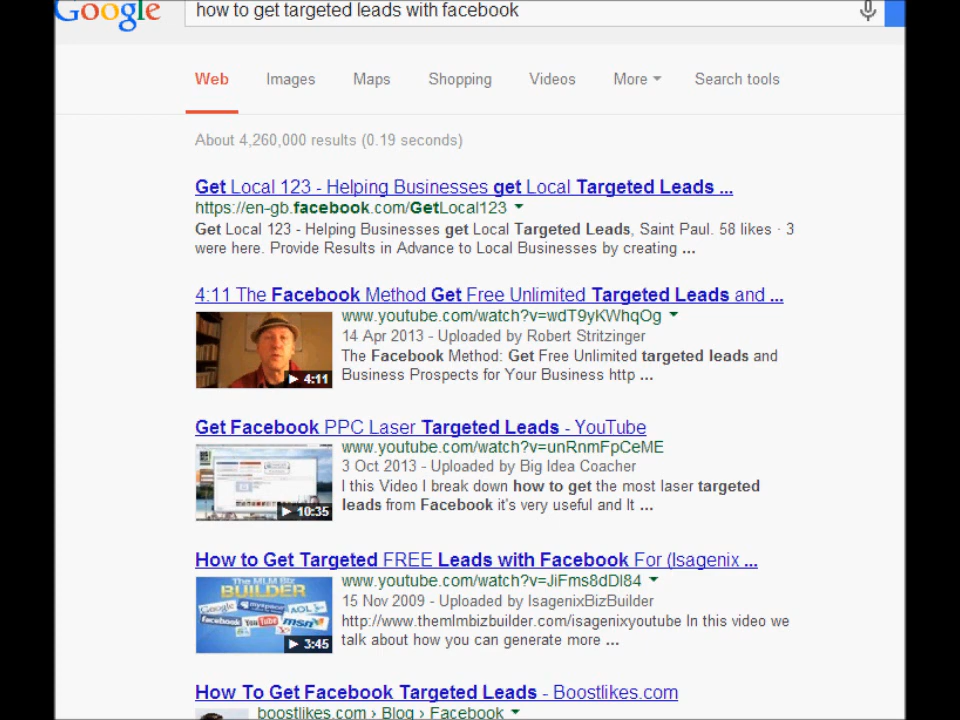 Google
how to get targeted leads with facebook
Web Images Maps Shopping Videos More Search tools
About 4,260,000 results (0.19 seconds)
Get Local 123 - Helping Businesses get Local Targeted Leads ...
https://en-gb.facebook.com/GetLocal123
Get Local 123 - Helping Businesses get Local Targeted Leads, Saint Paul. 58 likes · 3
were here. Provide Results in Advance to Local Businesses by creating ...
4:11 The Facebook Method Get Free Unlimited Targeted Leads and ...
www.youtube.com/watch?v=wdT9yKWhqOg
14 Apr 2013 - Uploaded by Robert Stritzinger
The Facebook Method: Get Free Unlimited targeted leads and
Business Prospects for Your Business http ...
4:11
Get Facebook PPC Laser Targeted Leads - YouTube
www.youtube.com/watch?v=unRnmFpCeME
3 Oct 2013 - Uploaded by Big Idea Coacher
I this Video I break down how to get the most laser targeted
leads from Facebook it's very useful and It ...
10:35
How to Get Targeted FREE Leads with Facebook For (Isagenix ...
www.youtube.com/watch?v=JiFms8dDl84
15 Nov 2009 - Uploaded by IsagenixBizBuilder
http://www.themlmbizbuilder.com/isagenixyoutube In this video we
talk about how you can generate more ...
The MLM Biz
BUILDER
Google myspace AOL
facebook YouTube msn
3:45
How To Get Facebook Targeted Leads - Boostlikes.com
boostlikes.com › Blog › Facebook